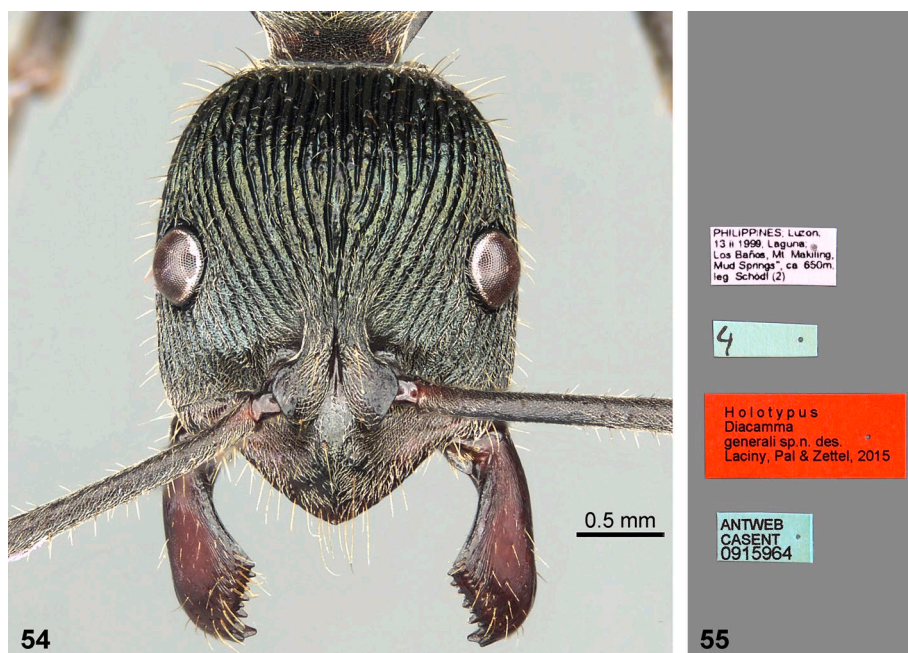 0.5 mm
54
PHILIPPINES, Luzon,
13 ii 1999, Laguna,
Los Baños, Mt. Makiling,
Mud Springs", ca 650m,
leg Schödl (2)
4
Holotypus
Diacamma
generali sp.n. des.
Laciny, Pal & Zettel, 2015
ANTWEB
CASENT
0915964
55